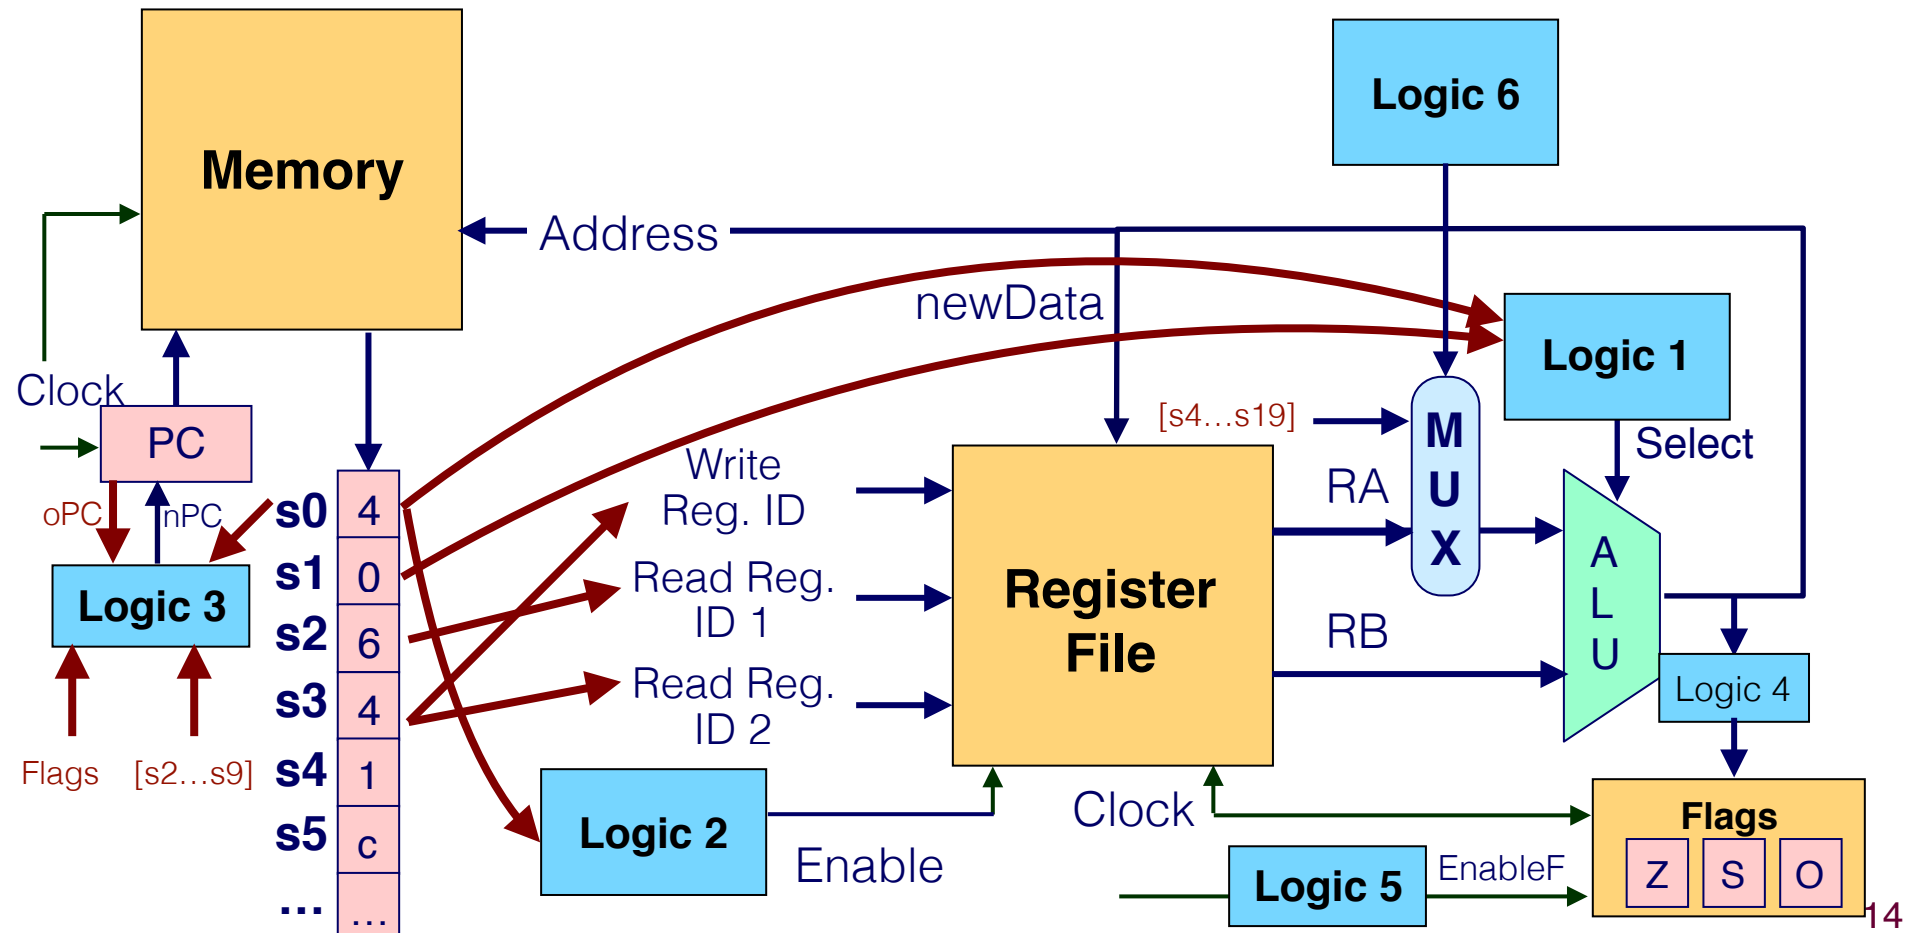 Logic 6
Memory
Address
newData
Logic 1
Clock
[s4...s19]
M
U
X
Select
PC
Write
Reg. ID
RA
oPC
nPC
s0
4
s1
0
Read Reg.
ID 1
Register
File
A
L
U
Logic 3
s2
6
RB
s3
4
Read Reg.
ID 2
Logic 4
Flags
[s2...s9]
s4
1
s5
c
Logic 2
Enable
Clock
Flags
Z
S
O
Logic 5
EnableF
...
...
14